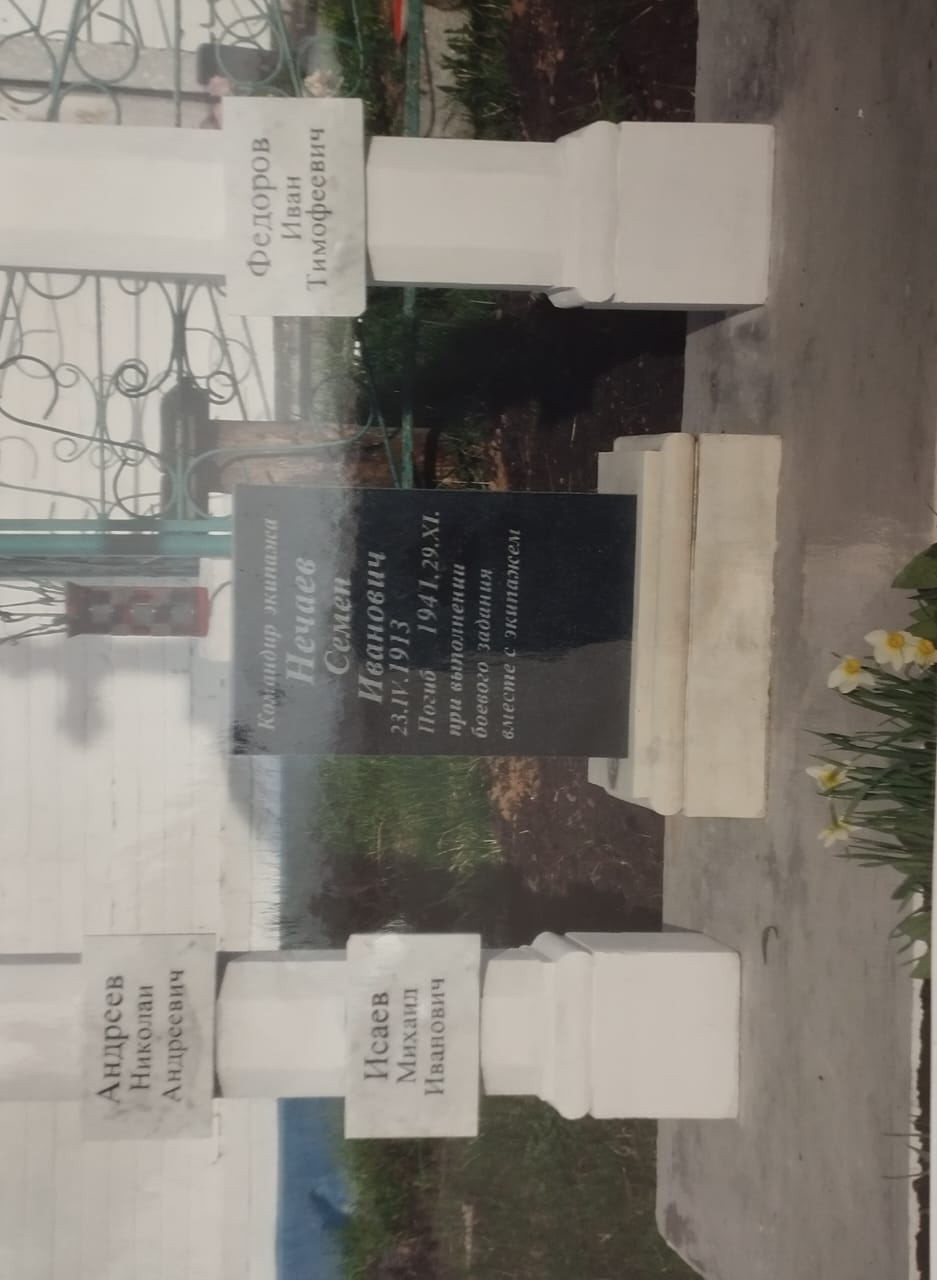 Андреев
Николаи
Андреевич
Исаев
Михаил
Иванович
Командир экипажа
Нечаев
Семен
Иванович
23.IV.1913
Погиб 1941.29.XI.
при выполнении
боевого задания
вместе с экипажем
Федоров
Иван
Тимофеевич